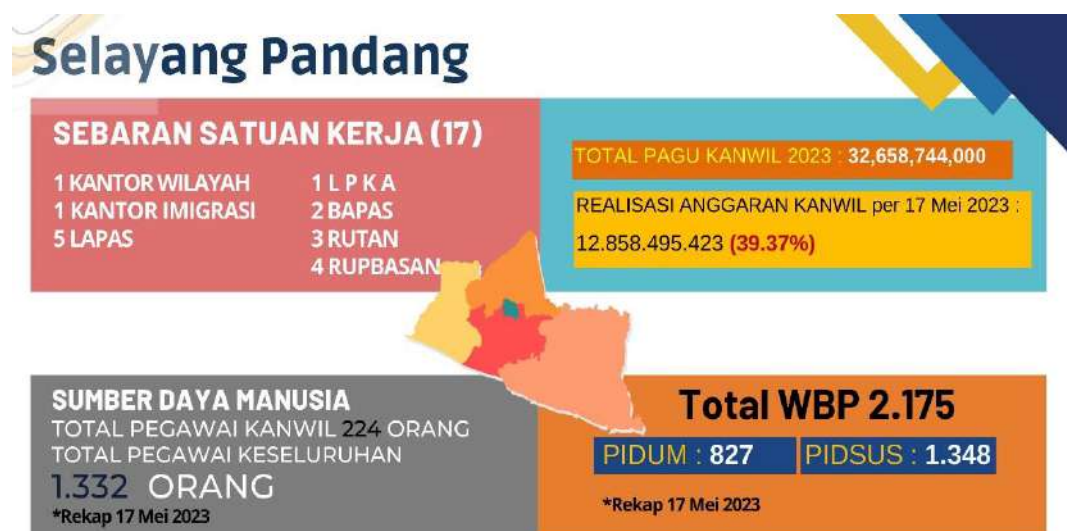 Selayang Pandang
SEBARAN SATUAN KERJA (17)
1 KANTOR WILAYAH
1 KANTOR IMIGRASI
5 LAPAS
1 L P K A
2 BAPAS
3 RUTAN
4 RUPBASAN
TOTAL PAGU KANWIL 2023 : 32,658,744,000
REALISASI ANGGARAN KANWIL per 17 Mei 2023 :
12.858.495.423 (39.37%)
SUMBER DAYA MANUSIA
TOTAL PEGAWAI KANWIL 224 ORANG
TOTAL PEGAWAI KESELURUHAN
1.332 ORANG
*Rekap 17 Mei 2023
Total WBP 2.175
PIDUM : 827
PIDSUS : 1.348
*Rekap 17 Mei 2023